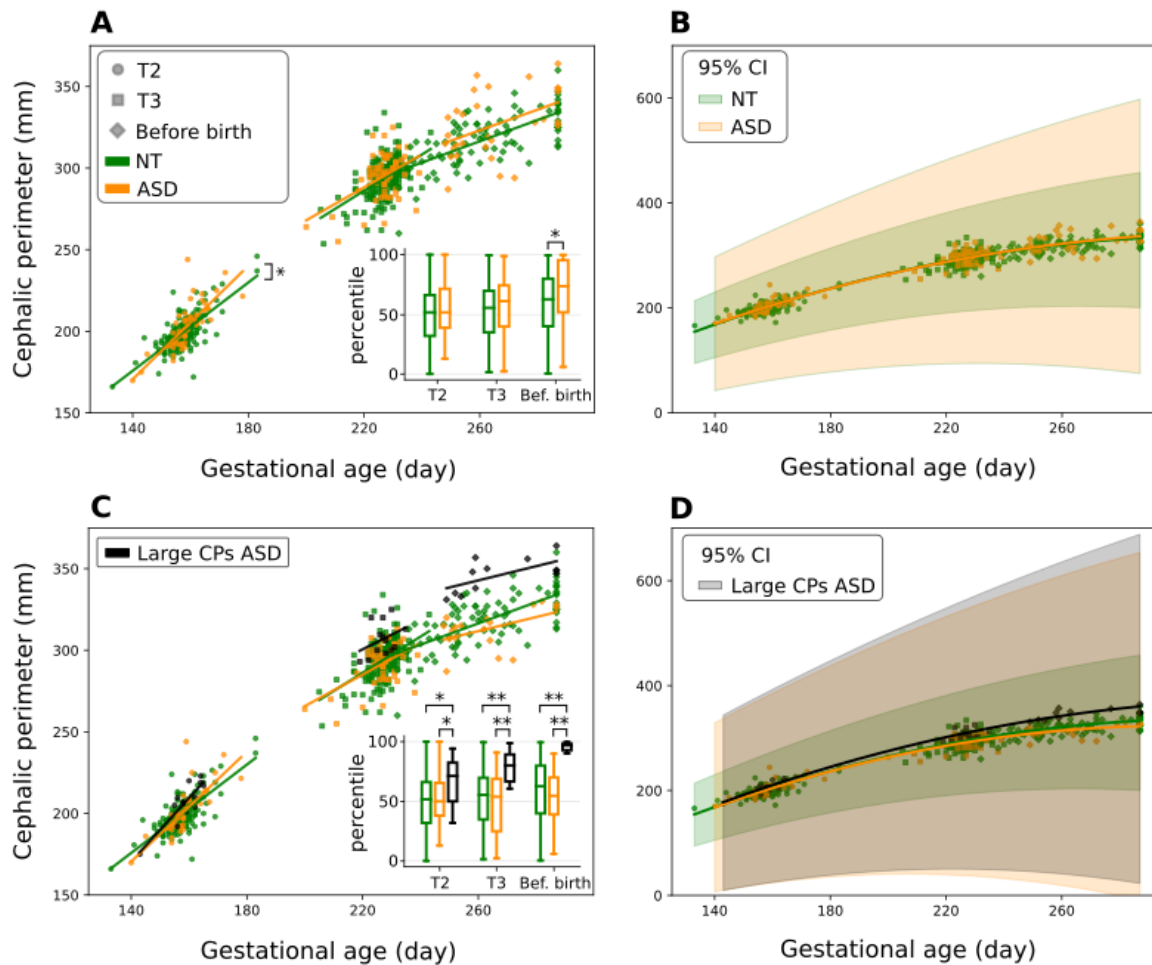 A
T2
T3
Before birth
NT
ASD
350
300
250
200
150
Cephalic perimeter (mm)
*
*
100
50
0
percentile
T2 T3 Bef. birth
140 180 220 260
Gestational age (day)
B
95% CI
NT
ASD
600
400
200
0
140 180 220 260
Gestational age (day)
C
Large CPs ASD
350
300
250
200
150
Cephalic perimeter (mm)
* ** **
* ** **
100
50
0
percentile
T2 T3 Bef. birth
140 180 220 260
Gestational age (day)
D
95% CI
Large CPs ASD
600
400
200
0
140 180 220 260
Gestational age (day)